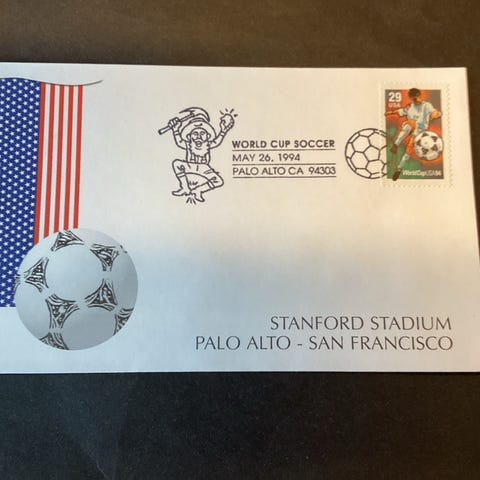 29
USA
WORLD CUP SOCCER
MAY 26, 1994
PALO ALTO CA 94303
WorldCupUSA94
STANFORD STADIUM
PALO ALTO - SAN FRANCISCO